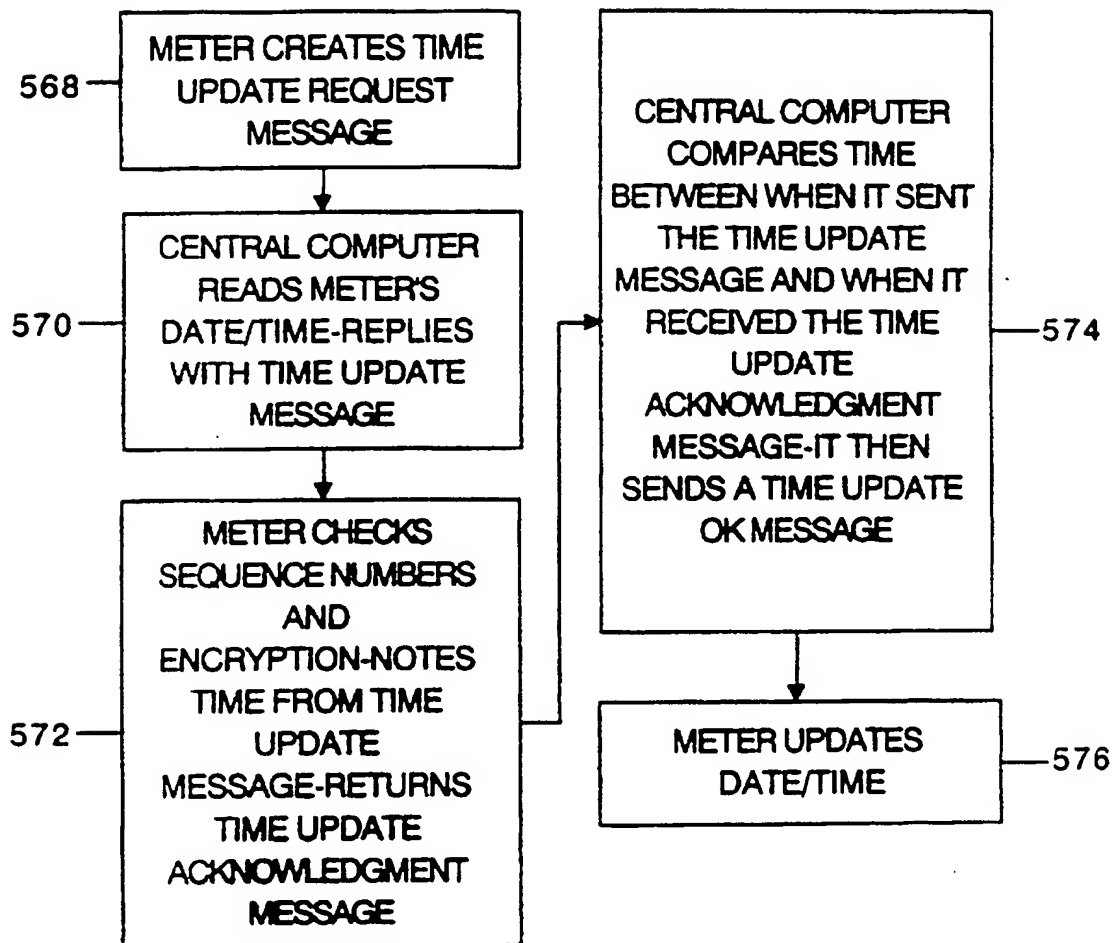 568
METER CREATES TIME
UPDATE REQUEST
MESSAGE
570
CENTRAL COMPUTER
READS METER'S
DATE/TIME-REPLIES
WITH TIME UPDATE
MESSAGE
572
METER CHECKS
SEQUENCE NUMBERS
AND
ENCRYPTION-NOTES
TIME FROM TIME
UPDATE
MESSAGE-RETURNS
TIME UPDATE
ACKNOWLEDGMENT
MESSAGE
CENTRAL COMPUTER
COMPARES TIME
BETWEEN WHEN IT SENT
THE TIME UPDATE
MESSAGE AND WHEN IT
RECEIVED THE TIME
UPDATE
ACKNOWLEDGMENT
MESSAGE-IT THEN
SENDS A TIME UPDATE
OK MESSAGE
574
METER UPDATES
DATE/TIME
576